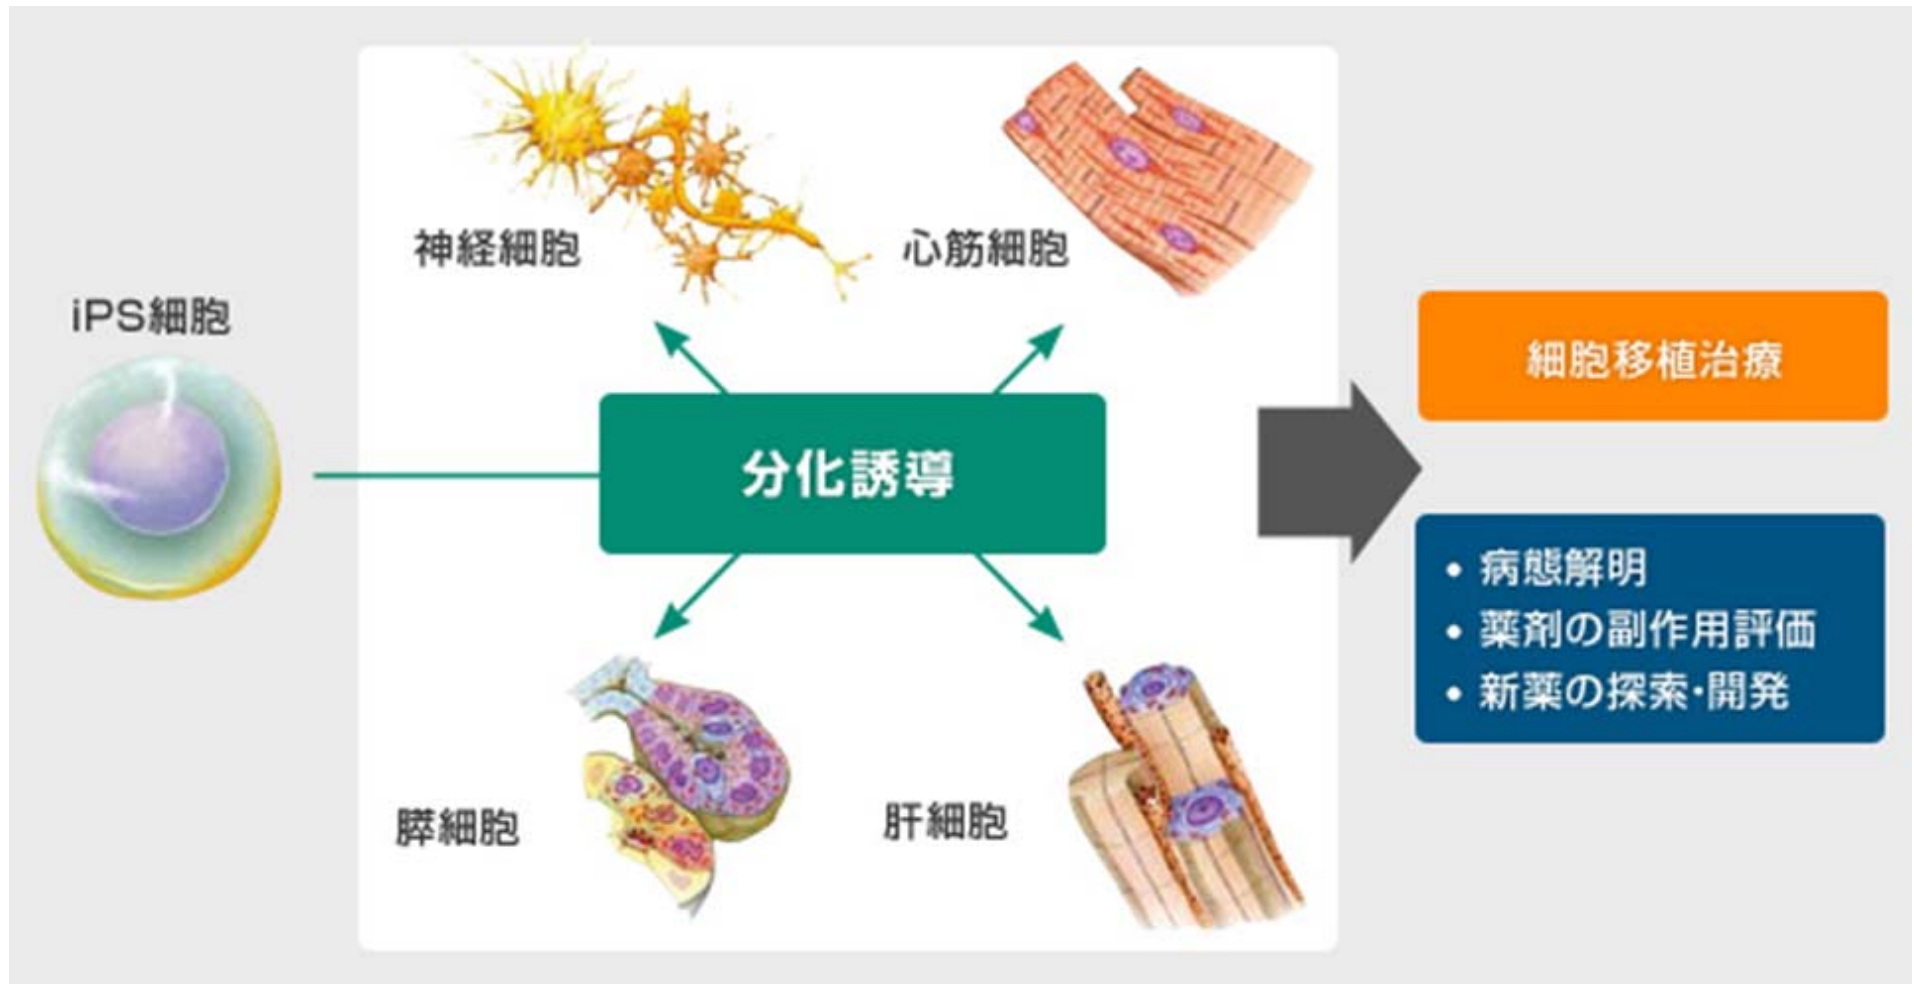 iPS細胞
神経細胞
心筋細胞
分化誘導
膵細胞
肝細胞
細胞移植治療
• 病態解明
• 薬剤の副作用評価
• 新薬の探索・開発